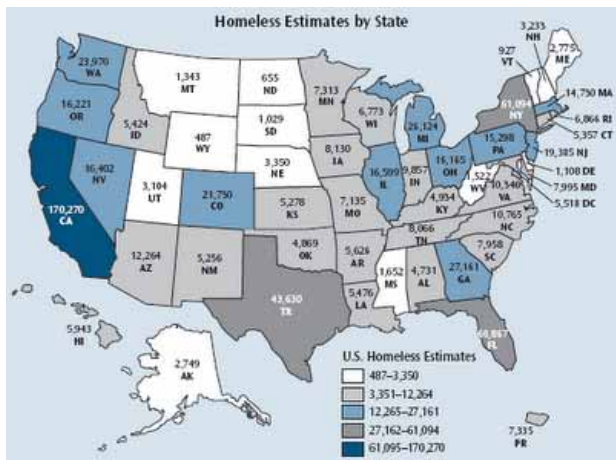 Homeless Estimates by State
23,970
WA
1,343
MT
655
ND
7,313
MN
927
VT
3,233
NH
2,775
ME
14,730 MA
6,866 RI
5,357 CT
19,385 NJ
1,108 DE
7,995 MD
5,518 DC
16,221
OR
5,424
ID
487
WY
1,029
SD
6,773
WI
26,124
MI
61,094
NY
15,298
PA
16,402
NV
3,104
UT
21,730
CO
3,350
NE
8,130
IA
16,599
IL
9,857
IN
16,165
OH
1,522
WV
10,340
VA
170,270
CA
5,278
KS
7,135
MO
4,934
KY
10,765
NC
12,264
AZ
5,256
NM
4,869
OK
5,626
AR
8,066
TN
7,958
SC
43,630
TX
5,476
LA
1,652
MS
4,731
AL
27,161
GA
60,867
FL
5,943
HI
2,749
AK
7,335
PR
U.S. Homeless Estimates
487–3,350
3,351–12,264
12,265–27,161
27,162–61,094
61,095–170,270